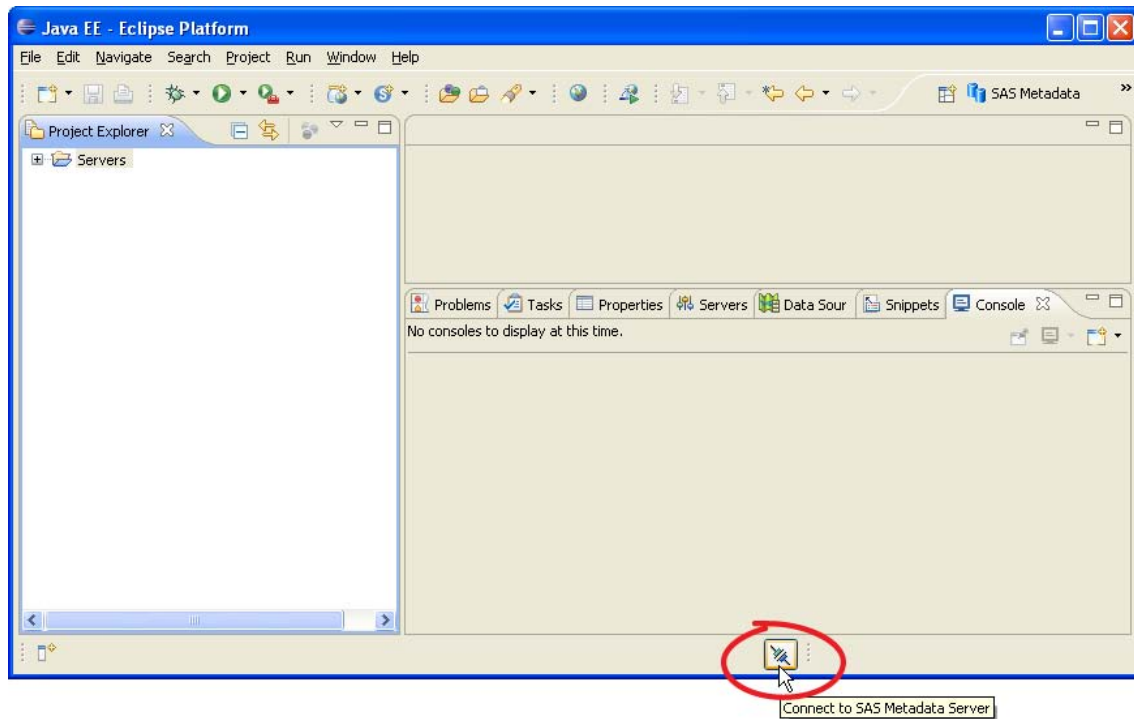 Java EE - Eclipse Platform
File Edit Navigate Search Project Run Window Help
SAS Metadata »
Project Explorer
Servers
Problems Tasks Properties Servers Data Sour Snippets Console
No consoles to display at this time.
Connect to SAS Metadata Server